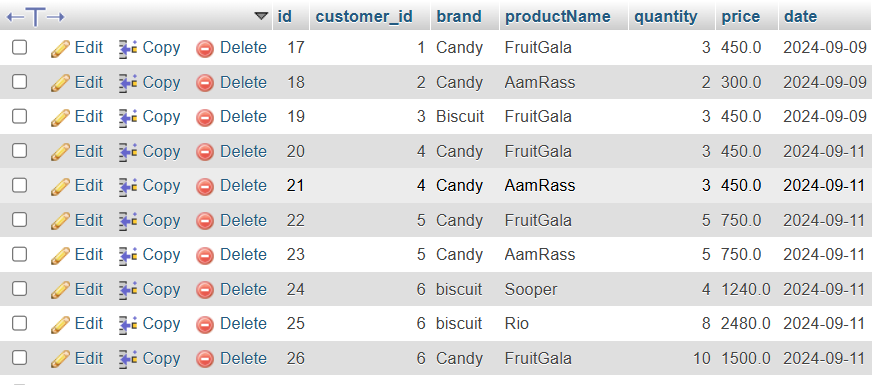 id customer_id brand productName quantity price date
Edit Copy Delete 17 1 Candy FruitGala 3 450.0 2024-09-09
Edit Copy Delete 18 2 Candy AamRass 2 300.0 2024-09-09
Edit Copy Delete 19 3 Biscuit FruitGala 3 450.0 2024-09-09
Edit Copy Delete 20 4 Candy FruitGala 3 450.0 2024-09-11
Edit Copy Delete 21 4 Candy AamRass 3 450.0 2024-09-11
Edit Copy Delete 22 5 Candy FruitGala 5 750.0 2024-09-11
Edit Copy Delete 23 5 Candy AamRass 5 750.0 2024-09-11
Edit Copy Delete 24 6 biscuit Sooper 4 1240.0 2024-09-11
Edit Copy Delete 25 6 biscuit Rio 8 2480.0 2024-09-11
Edit Copy Delete 26 6 Candy FruitGala 10 1500.0 2024-09-11